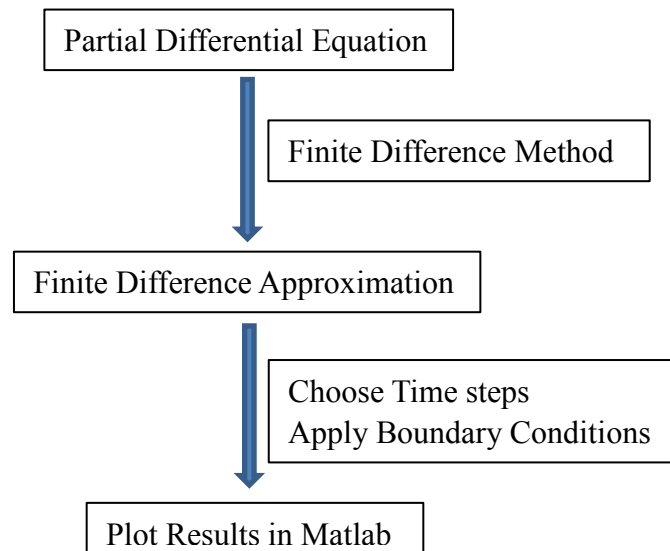 Partial Differential Equation
Finite Difference Method
Finite Difference Approximation
Choose Time steps
Apply Boundary Conditions
Plot Results in Matlab